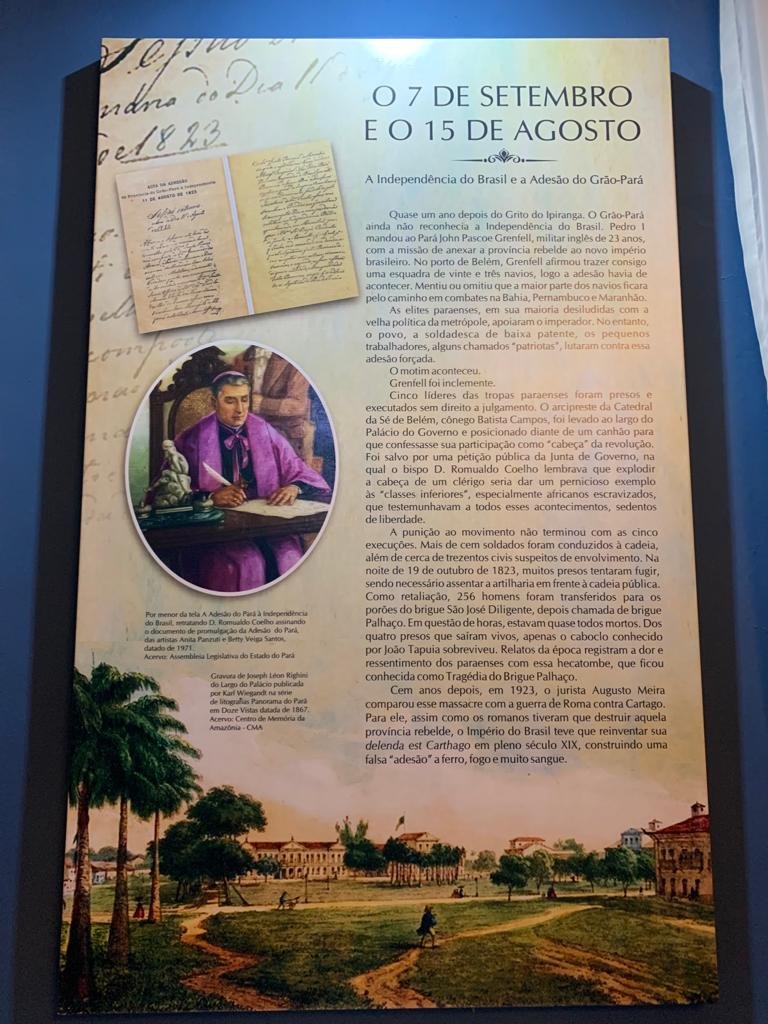 O 7 DE SETEMBRO
E O 15 DE AGOSTO
A Independência do Brasil e a Adesão do Grão-Pará
Quase um ano depois do Grito do Ipiranga. O Grão-Pará
ainda não reconhecia a Independência do Brasil. Pedro I
mandou ao Pará John Pascoe Grenfell, militar inglês de 23 anos,
com a missão de anexar a província rebelde ao novo império
brasileiro. No porto de Belém, Grenfell afirmou trazer consigo
uma esquadra de vinte e três navios, logo a adesão havia de
acontecer. Mentiu ou omitiu que a maior parte dos navios ficara
pelo caminho em combates na Bahia, Pernambuco e Maranhão.
As elites paraenses, em sua maioria desiludidas com a
velha política da metrópole, apoiaram o imperador. No entanto,
o povo, a soldadesca de baixa patente, os pequenos
trabalhadores, alguns chamados "patriotas", lutaram contra essa
adesão forçada.
O motim aconteceu.
Grenfell foi inclemente.
Cinco líderes das tropas paraenses foram presos e
executados sem direito a julgamento. O arcipreste da Catedral
da Sé de Belém, cônego Batista Campos, foi levado ao largo do
Palácio do Governo e posicionado diante de um canhão para
que confessasse sua participação como "cabeça" da revolução.
Foi salvo por uma petição pública da Junta de Governo, na
qual o bispo D. Romualdo Coelho lembrava que explodir
a cabeça de um clérigo seria dar um pernicioso exemplo
às "classes inferiores", especialmente africanos escravizados,
que testemunhavam a todos esses acontecimentos, sedentos
de liberdade.
A punição ao movimento não terminou com as cinco
execuções. Mais de cem soldados foram conduzidos à cadeia,
além de cerca de trezentos civis suspeitos de envolvimento. Na
noite de 19 de outubro de 1823, muitos presos tentaram fugir,
sendo necessário assentar a artilharia em frente à cadeia pública.
Como retaliação, 256 homens foram transferidos para os
porões do brigue São José Diligente, depois chamada de brigue
Palhaço. Em questão de horas, estavam quase todos mortos. Dos
quatro presos que saíram vivos, apenas o caboclo conhecido
por João Tapuia sobreviveu. Relatos da época registram a dor e
ressentimento dos paraenses com essa hecatombe, que ficou
conhecida como Tragédia do Brigue Palhaço.
Cem anos depois, em 1923, o jurista Augusto Meira
comparou esse massacre com a guerra de Roma contra Cartago.
Para ele, assim como os romanos tiveram que destruir aquela
província rebelde, o Império do Brasil teve que reinventar sua
delenda est Carthago em pleno século XIX, construindo uma
falsa "adesão" a ferro, fogo e muito sangue.
do Dia 11
de 1823
ACTA DA ADESÃO
da Provincia do Grão-Pará á Independencia
11 DE AGOSTO DE 1823
Por menor da tela A Adesão do Pará à Independência
do Brasil, retratando D. Romualdo Coelho assinando
o documento de promulgação da Adesão do Pará,
das artistas Anita Panzuti e Betty Veiga Santos,
datado de 1971.
Acervo: Assembleia Legislativa do Estado do Pará
Gravura de Joseph Léon Righini
do Largo do Palácio publicada
por Karl Wiegandt na série
de litografias Panorama do Pará
em Doze Vistas datada de 1867.
Acervo: Centro de Memória da
Amazônia - CMA